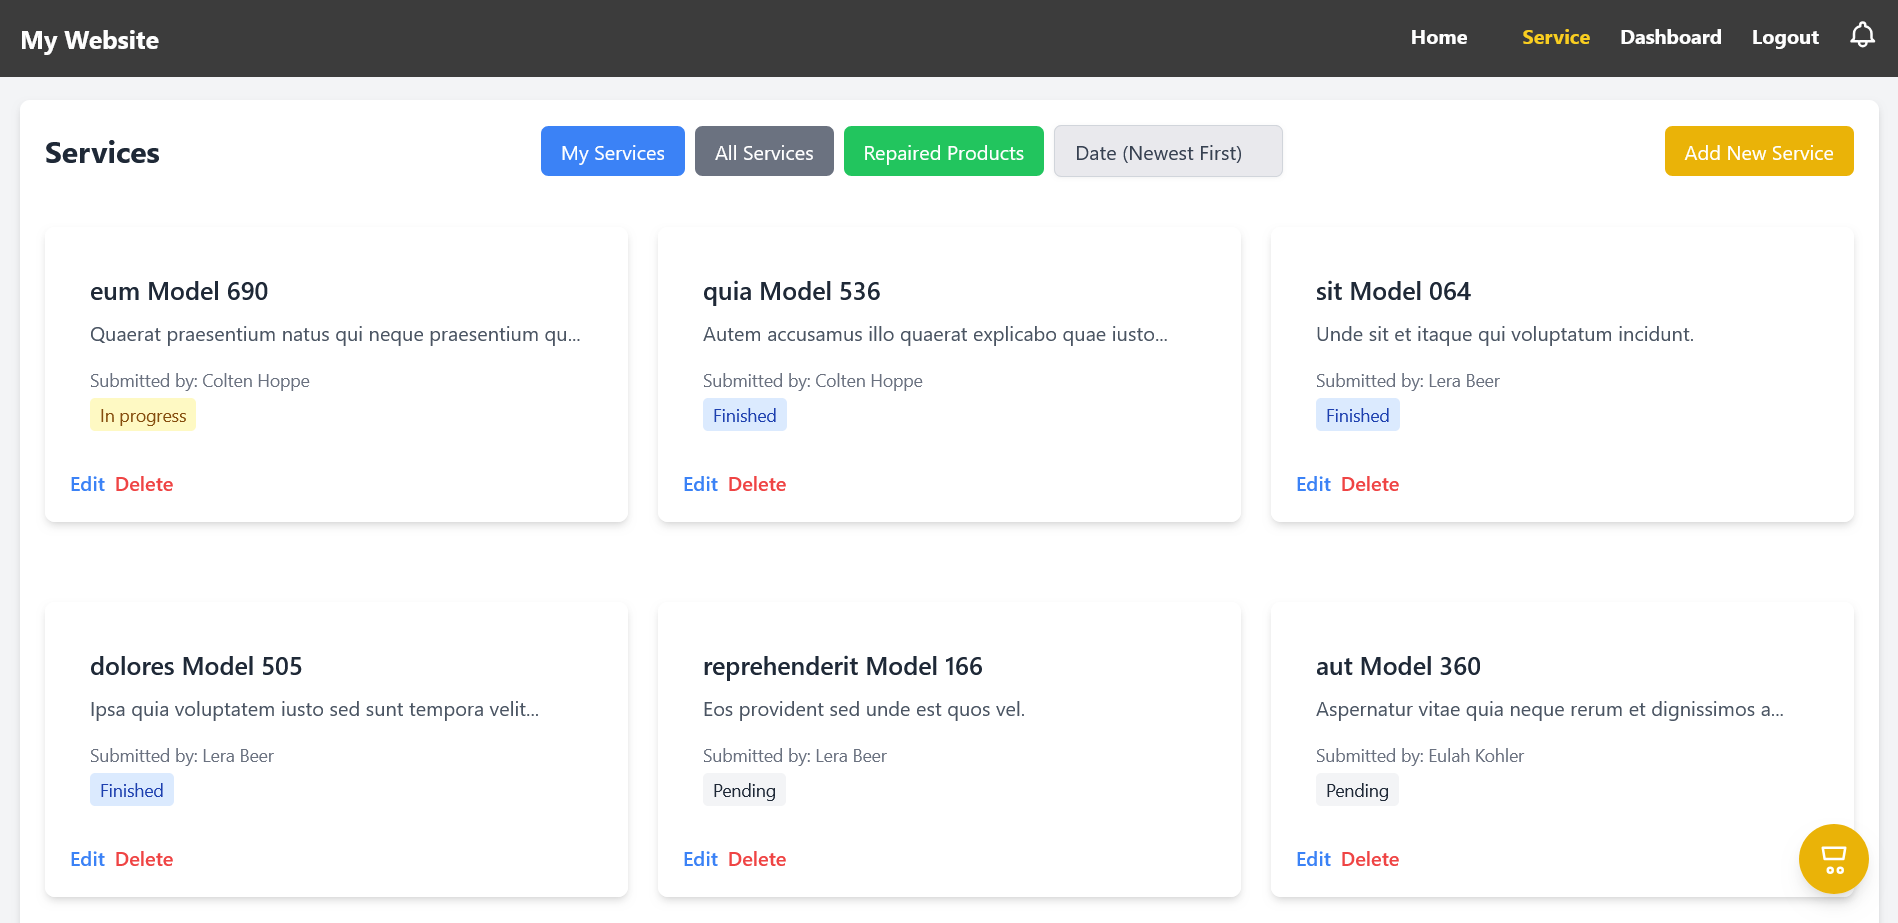 My Website
Home Service Dashboard Logout
Services
My Services
All Services
Repaired Products
Date (Newest First)
Add New Service
eum Model 690
Quaerat praesentium natus qui neque praesentium qu...
Submitted by: Colten Hoppe
In progress
Edit Delete
quia Model 536
Autem accusamus illo quaerat explicabo quae iusto...
Submitted by: Colten Hoppe
Finished
Edit Delete
sit Model 064
Unde sit et itaque qui voluptatum incidunt.
Submitted by: Lera Beer
Finished
Edit Delete
dolores Model 505
Ipsa quia voluptatem iusto sed sunt tempora velit...
Submitted by: Lera Beer
Finished
Edit Delete
reprehenderit Model 166
Eos provident sed unde est quos vel.
Submitted by: Lera Beer
Pending
Edit Delete
aut Model 360
Aspernatur vitae quia neque rerum et dignissimos a...
Submitted by: Eulah Kohler
Pending
Edit Delete